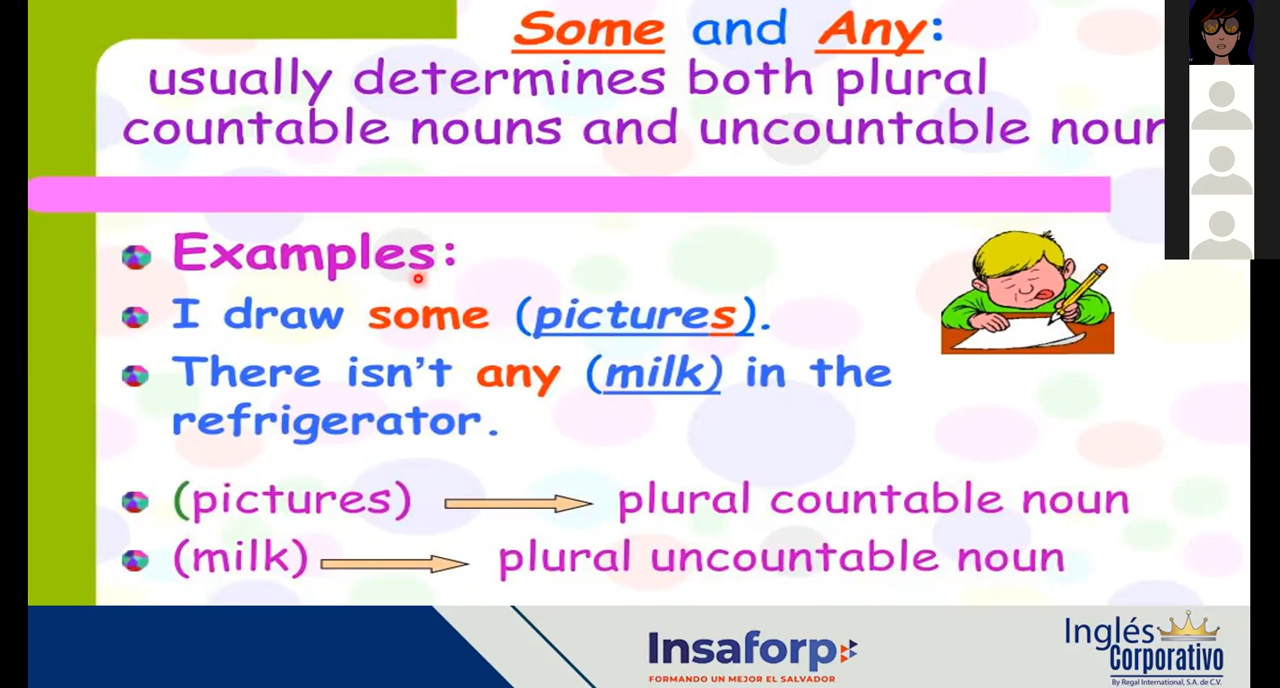 Some and Any:
usually determines both plural
countable nouns and uncountable nour
Examples:
I draw some (pictures).
There isn't any (milk) in the
refrigerator.
(pictures) plural countable noun
(milk) plural uncountable noun
Insaforp
FORMANDO UN MEJOR EL SALVADOR
Inglés
Corporativo
By Regal International, S.A. de C.V.